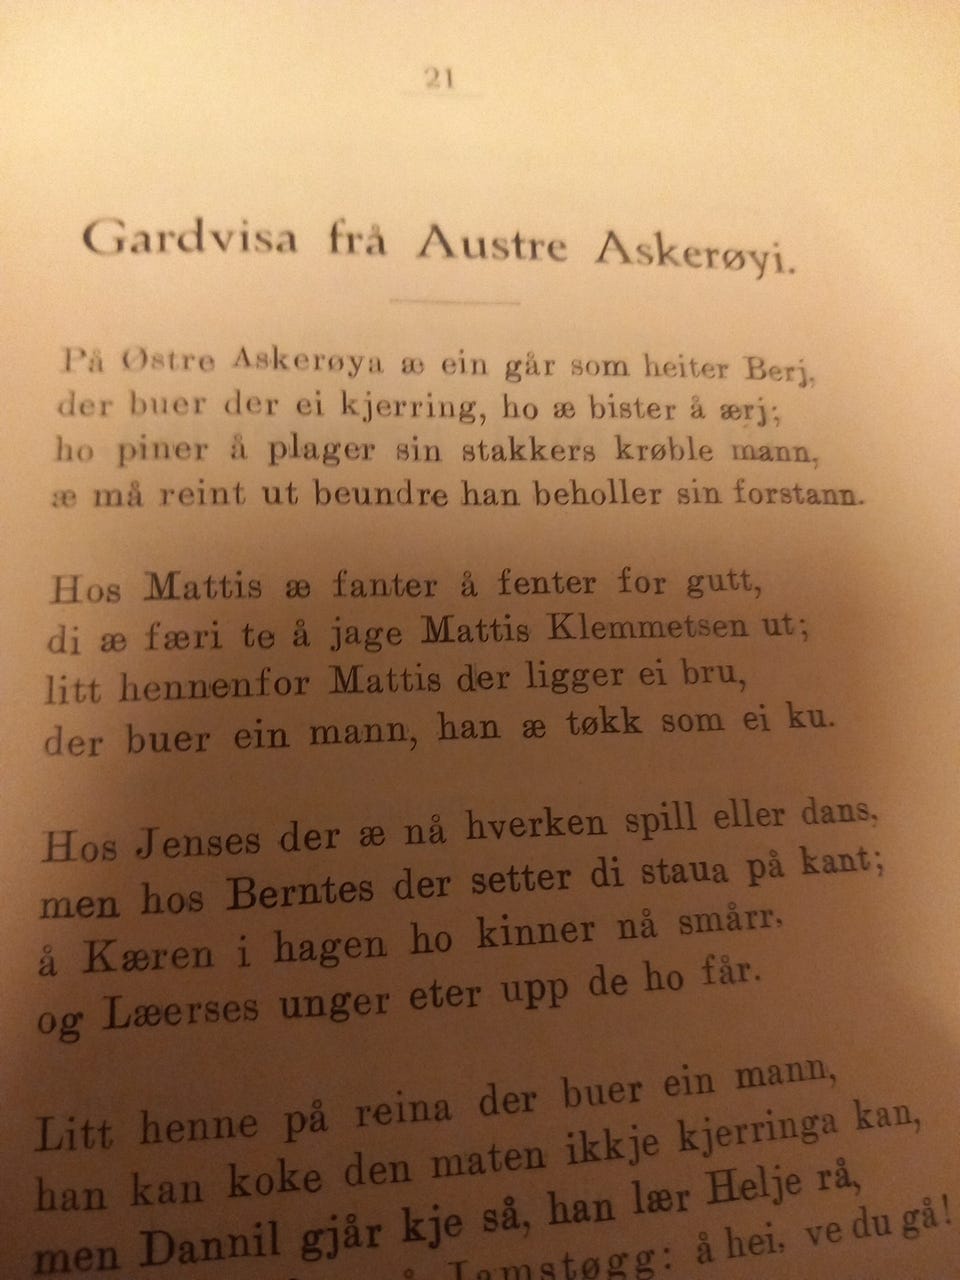 21
Gardvisa frå Austre Askerøyi.
På Østre Askerøya æ ein går som heiter Berj,
der buer der ei kjerring, ho æ bister å ærj;
ho piner å plager sin stakkers krøble mann,
æ må reint ut beundre han beholler sin forstann.
Hos Mattis æ fanter å fenter for gutt,
di æ færi te å jage Mattis Klemmetsen ut;
litt hennenfor Mattis der ligger ei bru,
der buer ein mann, han æ tøkk som ei ku.
Hos Jenses der æ nå hverken spill eller dans,
men hos Berntes der setter di staua på kant;
å Kæren i hagen ho kinner nå smårr,
og Læerses unger eter upp de ho får.
Litt henne på reina der buer ein mann,
han kan koke den maten ikkje kjerringa kan,
men Dannil gjår kje så, han lær Helje rå,
Jamstøgg: å hei, ve du gå!